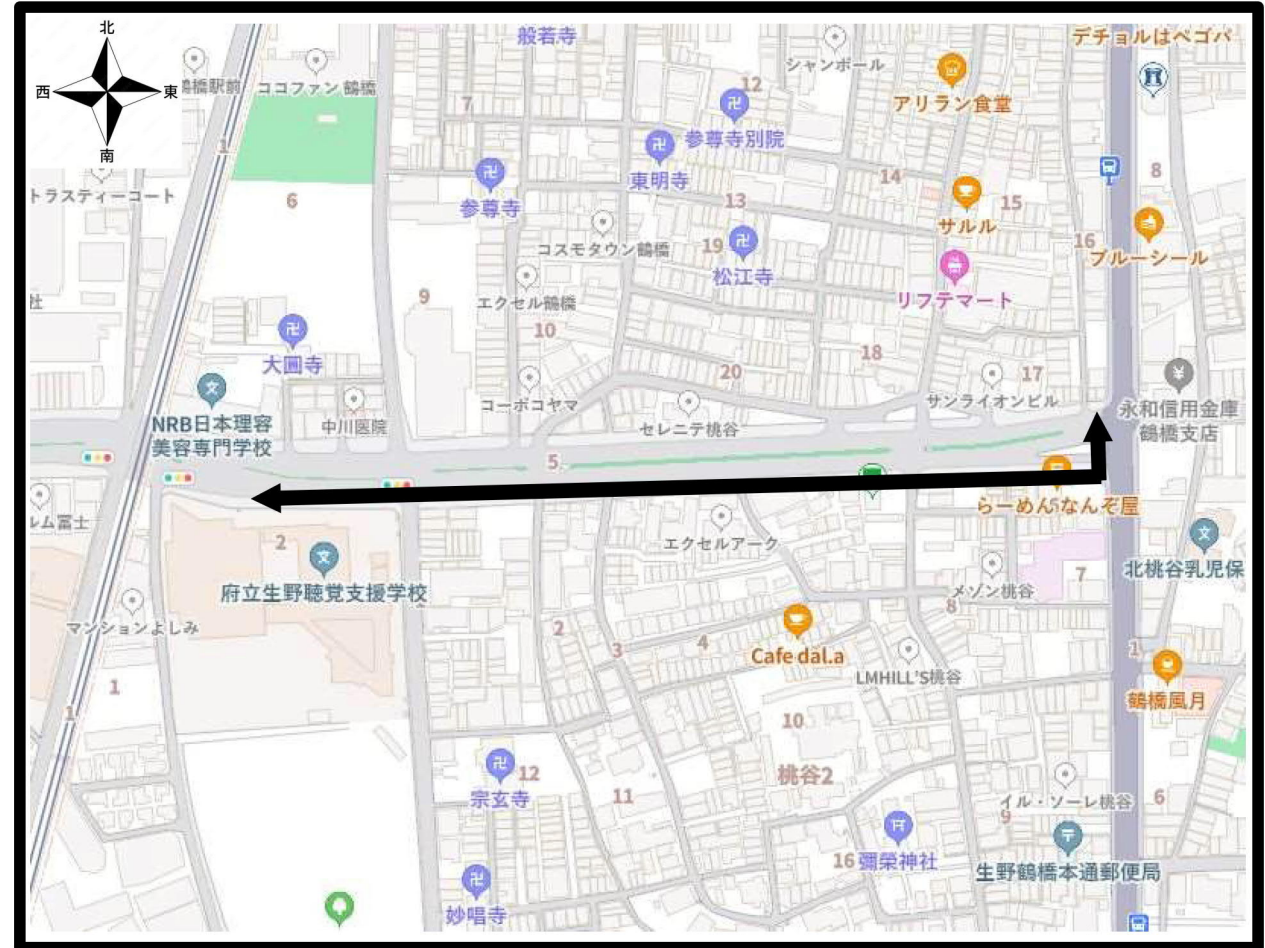 北
西
東
南
般若寺
デチョルはペゴパ
シャンボール
鶴橋駅前
ココファン鶴橋
12
7
アリラン食堂
1
参尊寺別院
東明寺
8
トラスティーコート
6
参尊寺
14
13
15
サルル
コスモタウン鶴橋
19
16
ブルーシール
松江寺
リフテマート
社
9
エクセル鶴橋
10
大圓寺
18
20
17
コーポコヤマ
サンライオンビル
NRB日本理容
美容専門学校
中川医院
セレニテ桃谷
永和信用金庫
鶴橋支店
5
らーめんなんぞ屋
ルム冨士
エクセルアーク
2
府立生野聴覚支援学校
メゾン桃谷
7
北桃谷乳児保
8
マンションよしみ
2
3
4
Cafe dal.a
LMHILL'S桃谷
1
1
1
鶴橋風月
10
桃谷2
宗玄寺
12
11
イル・ソーレ桃谷
6
9
16
彌榮神社
生野鶴橋本通郵便局
妙唱寺